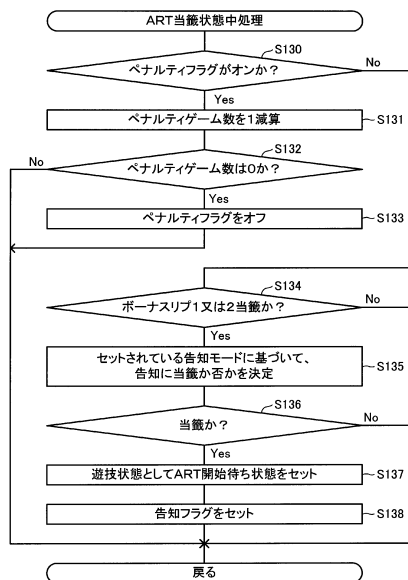 ART当籤状態中処理
S130
ペナルティフラグがオンか？
No
Yes
ペナルティゲーム数を1減算
S131
S132
No
ペナルティゲーム数は0か？
Yes
ペナルティフラグをオフ
S133
S134
ボーナスリプ1又は2当籤か？
No
Yes
セットされている告知モードに基づいて、
告知に当籤か否かを決定
S135
S136
当籤か？
No
Yes
遊技状態としてART開始待ち状態をセット
S137
告知フラグをセット
S138
戻る